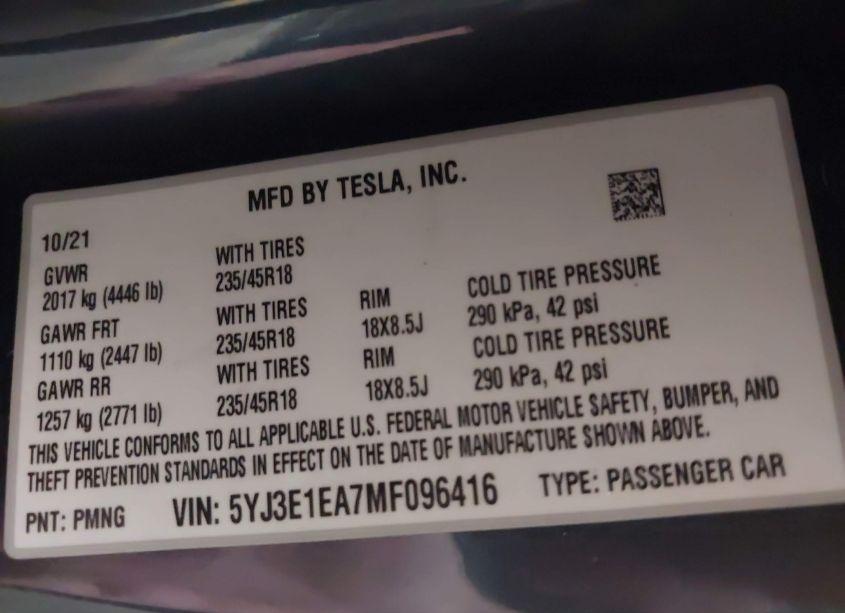 MFD BY TESLA, INC.
10/21
GVWR WITH TIRES
2017 kg (4446 lb) 235/45R18
GAWR FRT WITH TIRES RIM COLD TIRE PRESSURE
1110 kg (2447 lb) 235/45R18 18X8.5J 290 kPa, 42 psi
GAWR RR WITH TIRES RIM COLD TIRE PRESSURE
1257 kg (2771 lb) 235/45R18 18X8.5J 290 kPa, 42 psi
THIS VEHICLE CONFORMS TO ALL APPLICABLE U.S. FEDERAL MOTOR VEHICLE SAFETY, BUMPER, AND
THEFT PREVENTION STANDARDS IN EFFECT ON THE DATE OF MANUFACTURE SHOWN ABOVE.
PNT: PMNG VIN: 5YJ3E1EA7MF096416 TYPE: PASSENGER CAR